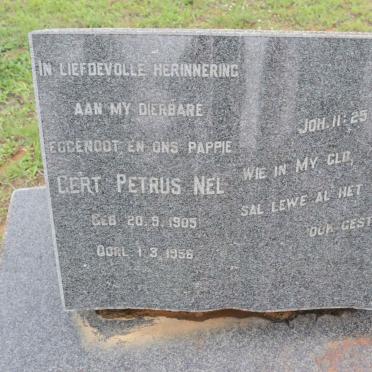 IN LIEFDEVOLLE HERINNERING
AAN MY DIERBARE
EGGENOOT EN ONS PAPPIE
GERT PETRUS NEL
GEB. 20.9.1905
OORL. 1.3.1956
JOH. 11:25
WIE IN MY GLO,
SAL LEWE AL HET
OOK GEST